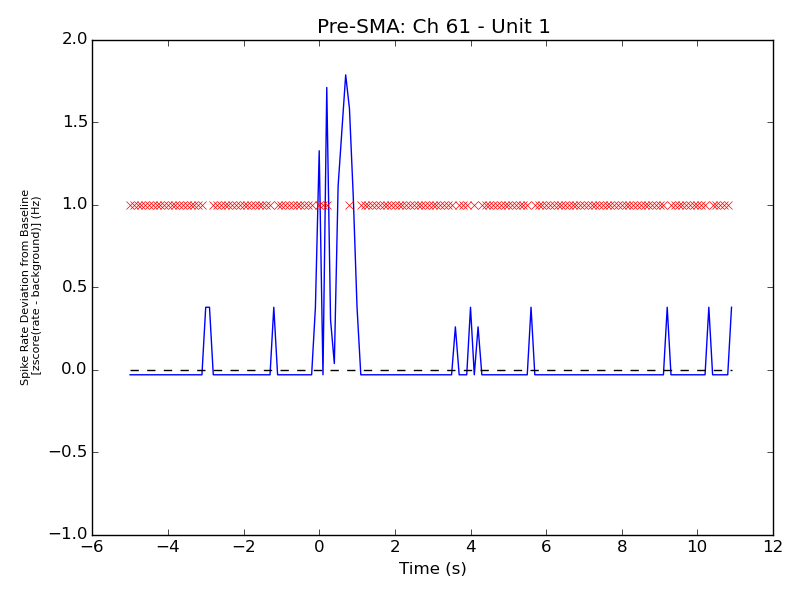 Pre-SMA: Ch 61 - Unit 1
2.0
1.5
1.0
0.5
0.0
−0.5
−1.0
Spike Rate Deviation from Baseline
[zscore(rate - background)] (Hz)
−6 −4 −2 0 2 4 6 8 10 12
Time (s)